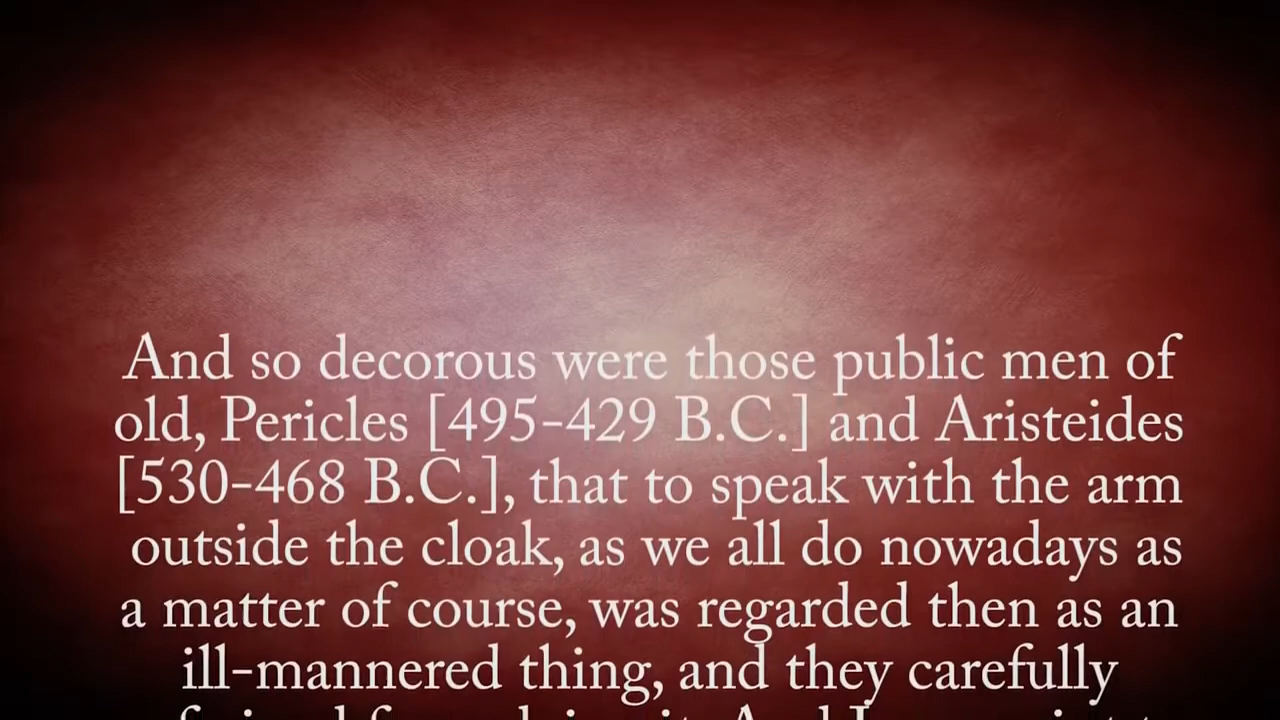 And so decorous were those public men of
old, Pericles [495-429 B.C.] and Aristeides
[530-468 B.C.], that to speak with the arm
outside the cloak, as we all do nowadays as
a matter of course, was regarded then as an
ill-mannered thing, and they carefully